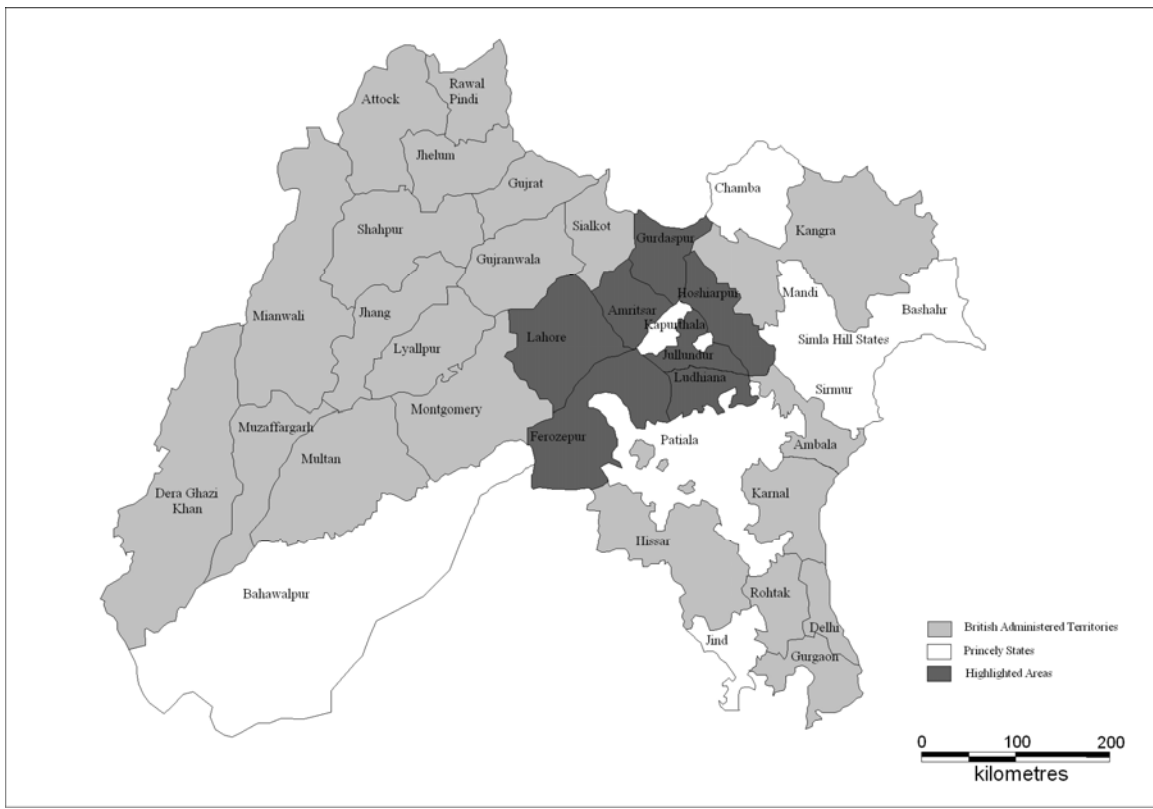 Rawal
Pindi
Attock
Jhelum
Gujrat
Chamba
Shahpur
Sialkot
Gurdaspur
Kangra
Gujranwala
Mianwali
Jhang
Hoshiarpur
Mandi
Bashahr
Amritsar
Kapurthala
Lahore
Simla Hill States
Lyallpur
Jullundur
Ludhiana
Sirmur
Montgomery
Muzaffargarh
Ferozepur
Patiala
Ambala
Multan
Dera Ghazi
Khan
Karnal
Hissar
Bahawalpur
Rohtak
Delhi
Jind
Gurgaon
British Administered Territories
Princely States
Highlighted Areas
0 100 200
kilometres